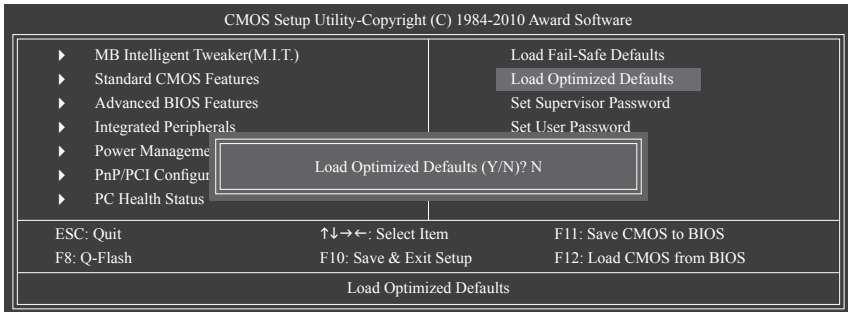 CMOS Setup Utility-Copyright (C) 1984-2010 Award Software
MB Intelligent Tweaker(M.I.T.)
Standard CMOS Features
Advanced BIOS Features
Integrated Peripherals
Power Manageme
PnP/PCI Configur
PC Health Status
Load Fail-Safe Defaults
Load Optimized Defaults
Set Supervisor Password
Set User Password
Load Optimized Defaults (Y/N)? N
ESC: Quit ↑↓→←: Select Item F11: Save CMOS to BIOS
F8: Q-Flash F10: Save & Exit Setup F12: Load CMOS from BIOS
Load Optimized Defaults